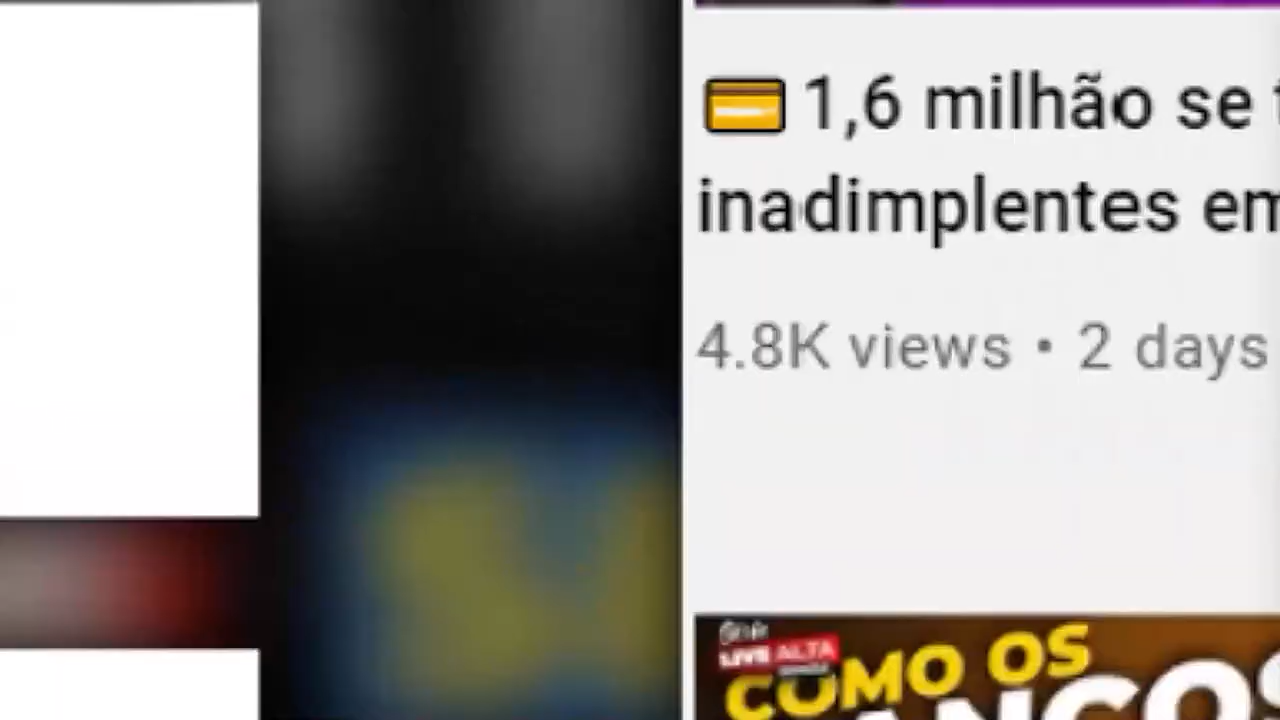 💳 1,6 milhão se
inadimplentes em
4.8K views • 2 days
LIVE ALTA
COMO OS